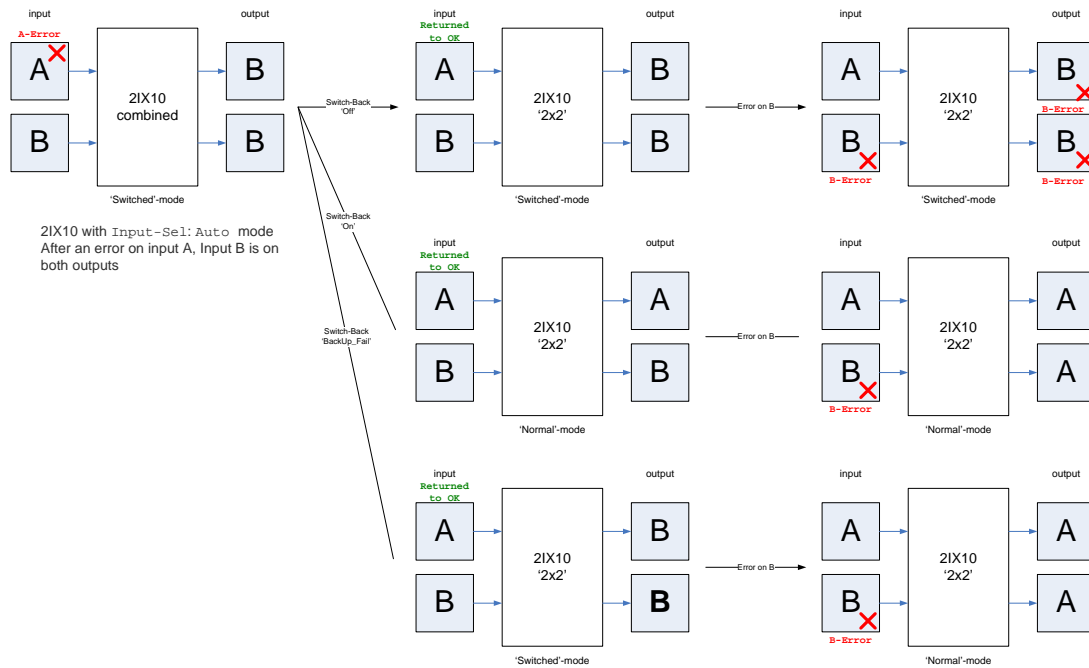 input
output
A-Error
A
B
2IX10
combined
B
B
'Switched'-mode
2IX10 with Input-Sel: Auto mode
After an error on input A, Input B is on
both outputs
Switch-Back
'Off'
Switch-Back
'On'
Switch-Back
'BackUp_Fail'
input
output
Returned
to OK
A
B
2IX10
'2x2'
B
B
'Switched'-mode
Error on B
input
output
A
B
B-Error
2IX10
'2x2'
B
B-Error
B
B-Error
'Switched'-mode
input
output
Returned
to OK
A
B
2IX10
'2x2'
A
B
'Normal'-mode
Error on B
input
output
A
B
B-Error
2IX10
'2x2'
A
A
'Normal'-mode
input
output
Returned
to OK
A
B
2IX10
'2x2'
B
B
'Switched'-mode
Error on B
input
output
A
B
B-Error
2IX10
'2x2'
A
A
'Normal'-mode